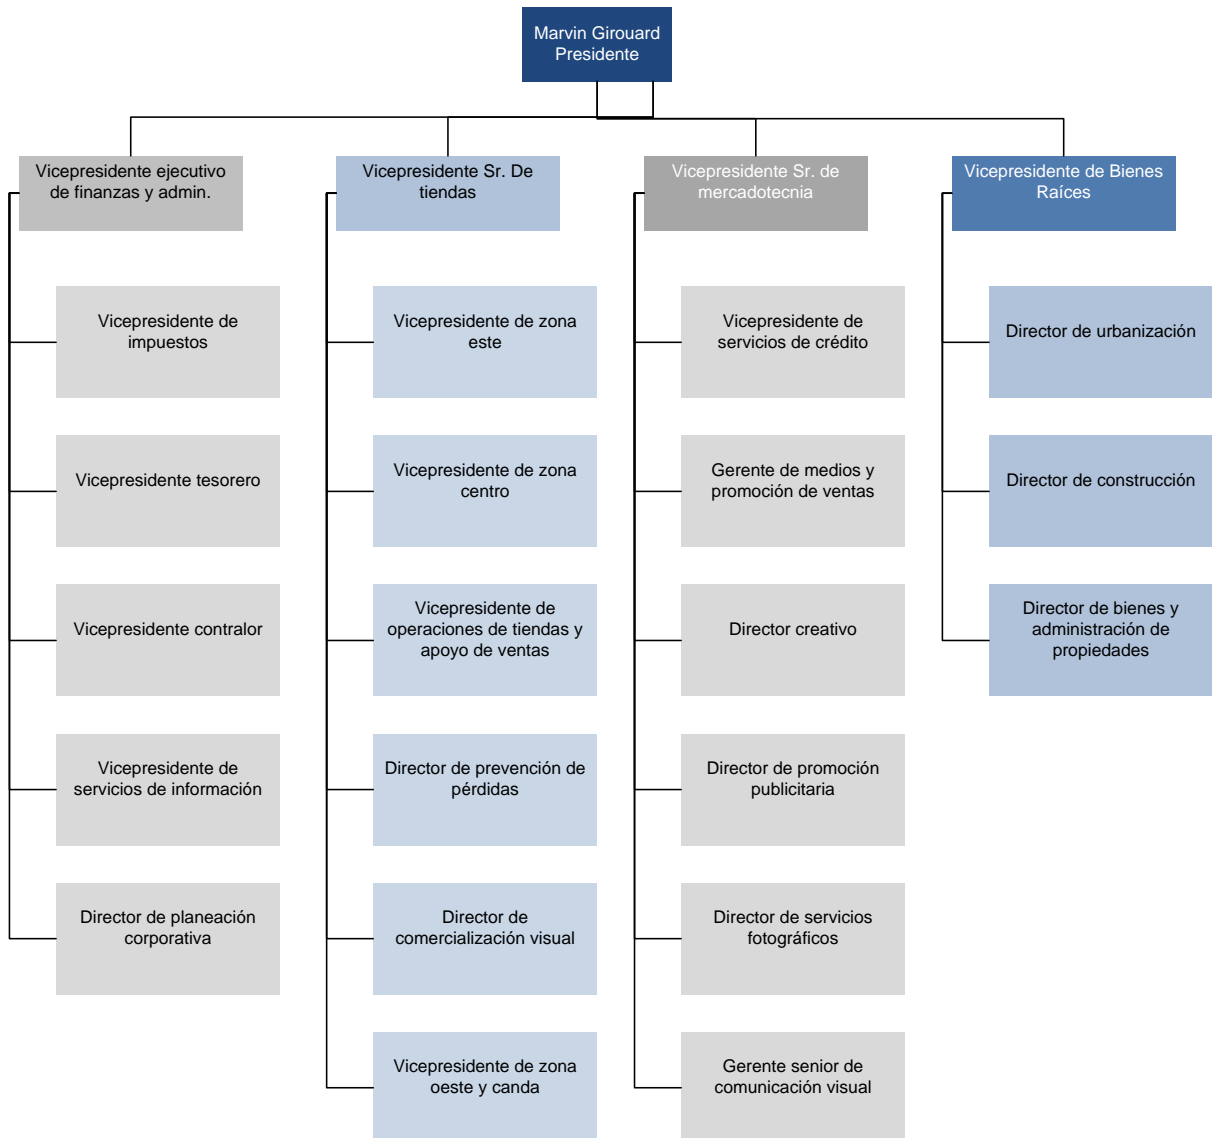 Marvin Girouard
Presidente
Vicepresidente ejecutivo
de finanzas y admin.
Vicepresidente de
impuestos
Vicepresidente tesorero
Vicepresidente contralor
Vicepresidente de
servicios de información
Director de planeación
corporativa
Vicepresidente Sr. De
tiendas
Vicepresidente de zona
este
Vicepresidente de zona
centro
Vicepresidente de
operaciones de tiendas y
apoyo de ventas
Director de prevención de
pérdidas
Director de
comercialización visual
Vicepresidente de zona
oeste y canda
Vicepresidente Sr. de
mercadotecnia
Vicepresidente de
servicios de crédito
Gerente de medios y
promoción de ventas
Director creativo
Director de promoción
publicitaria
Director de servicios
fotográficos
Gerente senior de
comunicación visual
Vicepresidente de Bienes
Raíces
Director de urbanización
Director de construcción
Director de bienes y
administración de
propiedades